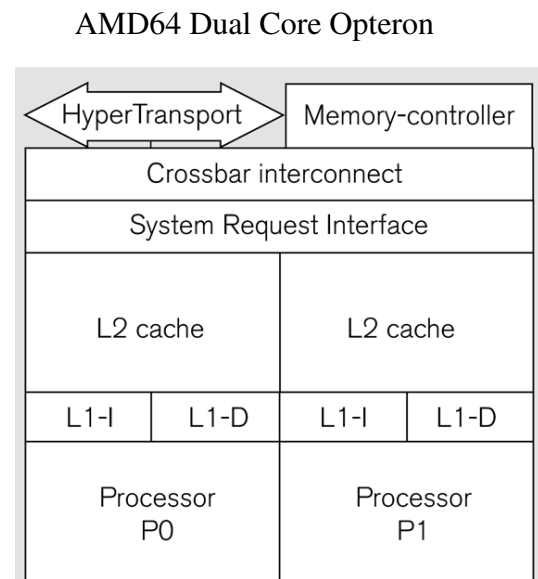 AMD64 Dual Core Opteron
HyperTransport
Memory-controller
Crossbar interconnect
System Request Interface
L2 cache
L2 cache
L1-I
L1-D
L1-I
L1-D
Processor
P0
Processor
P1